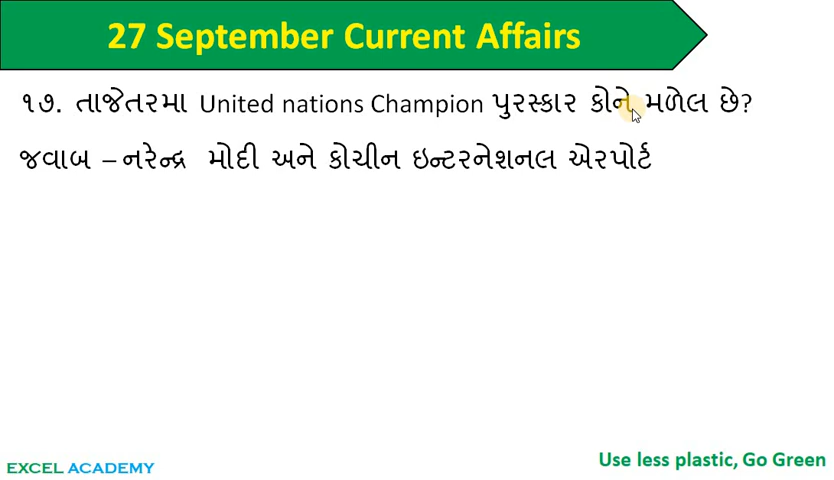 27 September Current Affairs
૧૭. તાજેતરમા United nations Champion પુરસ્કાર કોને મળેલ છે?
જવાબ – નરેન્દ્ર મોદી અને કોચીન ઇન્ટરનેશનલ એરપોર્ટ
Use less plastic, Go Green
EXCEL ACADEMY